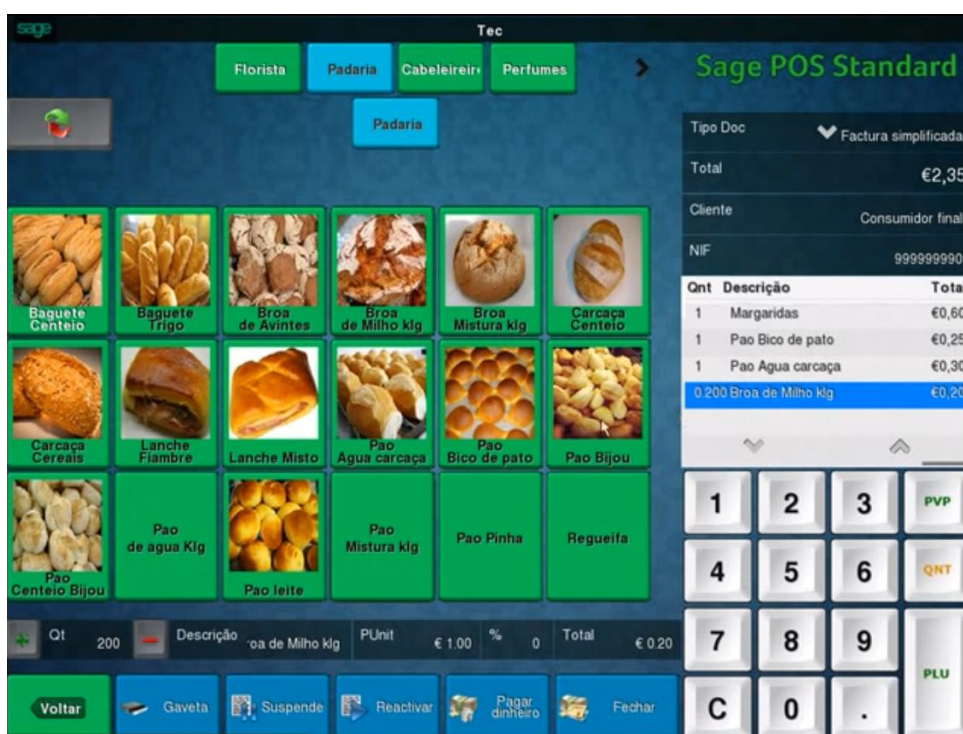 sage
Tec
Florista
Padaria
Cabeleireir
Perfumes
Sage POS Standard
Padaria
Tipo Doc
Factura simplificada
Total
€2,35
Cliente
Consumidor final
NIF
999999990
Qnt Descrição Tota
1 Margaridas €0,60
1 Pao Bico de pato €0,25
1 Pao Agua carcaça €0,30
0.200 Broa de Milho klg €0,20
Baguete
Centeio
Baguete
Trigo
Broa
de Avintes
Broa
de Milho klg
Broa
Mistura klg
Carcaça
Centeio
Carcaça
Cereais
Lanche
Fiambre
Lanche Misto
Pao
Agua carcaça
Pao
Bico de pato
Pao Bijou
Pao
Centeio Bijou
Pao
de agua Klg
Pao leite
Pao
Mistura klg
Pao Pinha
Regueifa
1 2 3 PVP
4 5 6 QNT
7 8 9
PLU
C 0 .
+ Qt 200 - Descrição roa de Milho klg PUnit € 1.00 % 0 Total € 0.20
Voltar
Gaveta
Suspende
Reactivar
Pagar
dinheiro
Fechar